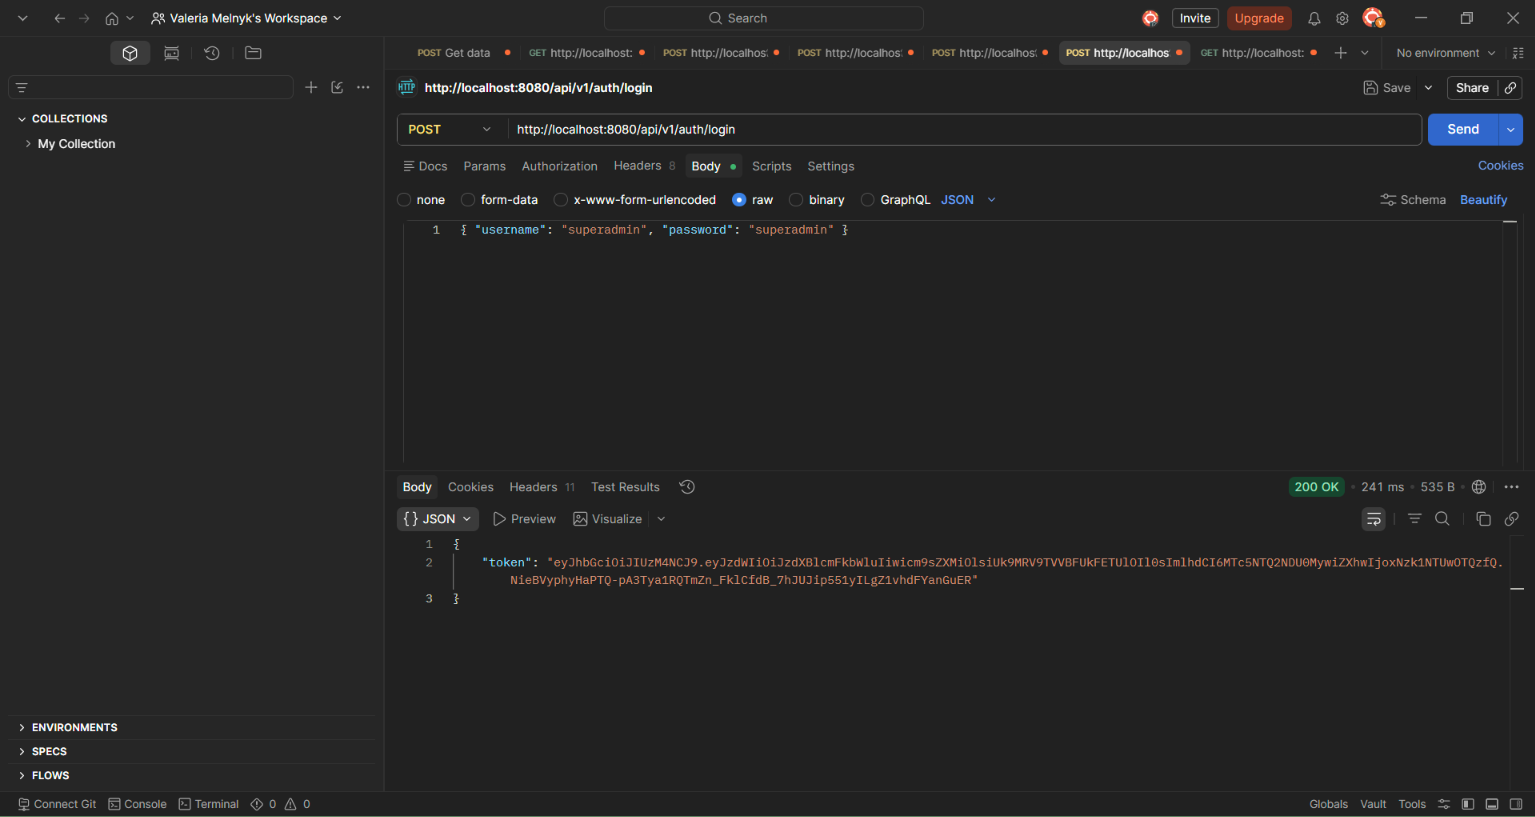 Valeria Melnyk's Workspace
Search
Invite
Upgrade
POST Get data
GET http://localhost:
POST http://localhost:
POST http://localhost:
POST http://localhost:
POST http://localhos
GET http://localhost:
No environment
HTTP http://localhost:8080/api/v1/auth/login
Save
Share
COLLECTIONS
My Collection
POST http://localhost:8080/api/v1/auth/login
Send
Docs Params Authorization Headers 8 Body Scripts Settings
Cookies
none form-data x-www-form-urlencoded raw binary GraphQL JSON
Schema Beautify
1 { "username": "superadmin", "password": "superadmin" }
Body Cookies Headers 11 Test Results
200 OK 241 ms 535 B
{} JSON Preview Visualize
1 {
2 "token": "eyJhbGciOiJIUzM4NCJ9.eyJzdWIiOiJzdXBlcmFkbWluIiwicm9sZXMiOlsiUk9MRV9TVVBFUkFETUlOIl0sImlhdCI6MTc5NTQ2NDU0MywiZXhwIjoxNzk1NTUwOTQzfQ.
NieBVyphyHaPTQ-pA3Tya1RQTmZn_FklCfdB_7hJUJip551yILgZ1vhdFYanGuER"
3 }
ENVIRONMENTS
SPECS
FLOWS
Connect Git Console Terminal 0 0
Globals Vault Tools